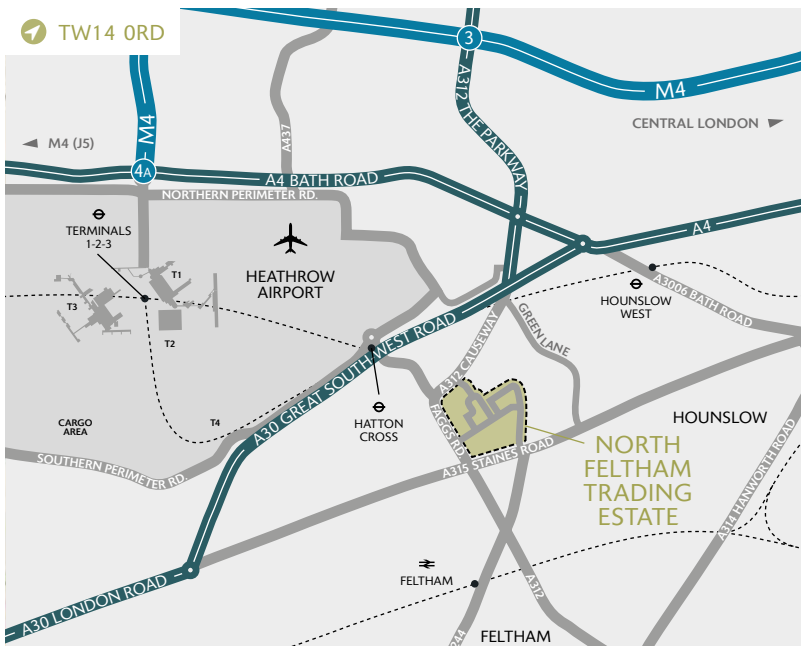 TW14 0RD
3
M4
A312 THE PARKWAY
M4
A437
M4 (J5)
CENTRAL LONDON
4A
A4 BATH ROAD
NORTHERN PERIMETER RD.
TERMINALS
1-2-3
T1
T3
T2
HEATHROW
AIRPORT
A4
A3006 BATH ROAD
HOUNSLOW
WEST
GREEN LANE
A312 CAUSEWAY
A30 GREAT SOUTH WEST ROAD
HATTON
CROSS
FAGGS RD.
CARGO
AREA
T4
SOUTHERN PERIMETER RD.
A315 STAINES ROAD
HOUNSLOW
NORTH
FELTHAM
TRADING
ESTATE
A314 HANWORTH ROAD
A30 LONDON ROAD
FELTHAM
A312
FELTHAM